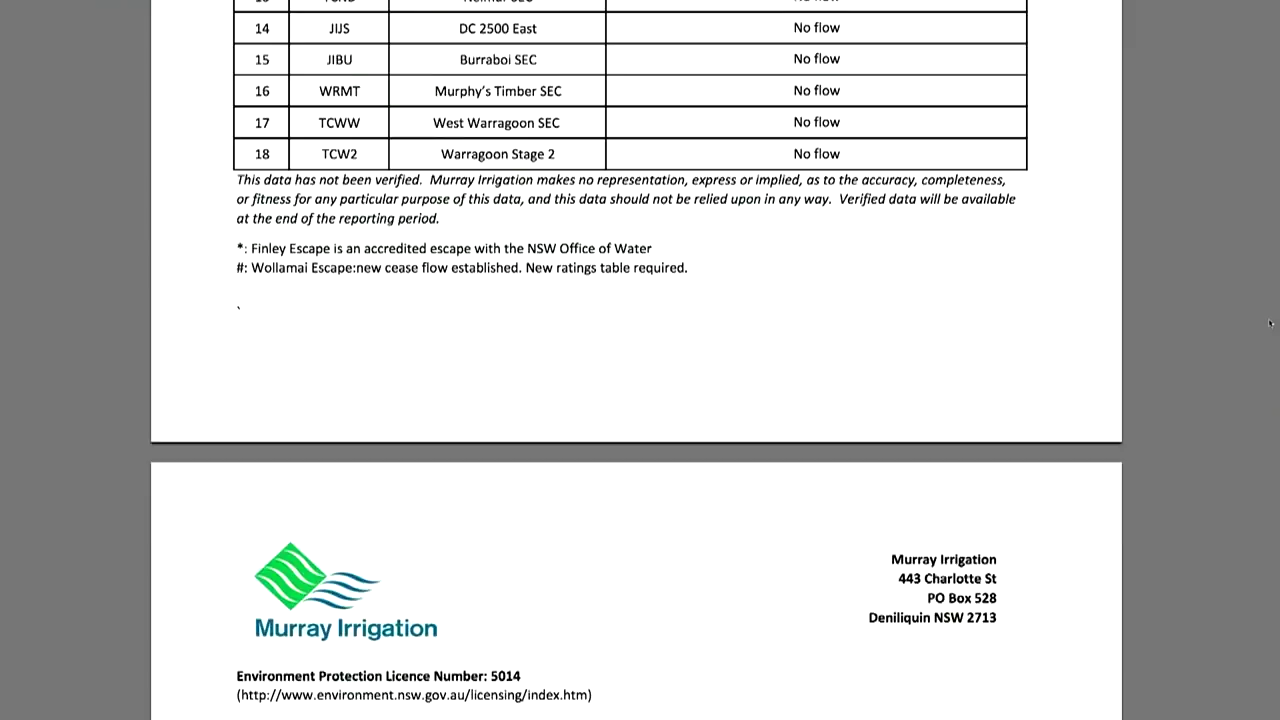 14 JIJS DC 2500 East No flow
15 JIBU Burraboi SEC No flow
16 WRMT Murphy's Timber SEC No flow
17 TCWW West Warragoon SEC No flow
18 TCW2 Warragoon Stage 2 No flow
This data has not been verified. Murray Irrigation makes no representation, express or implied, as to the accuracy, completeness,
or fitness for any particular purpose of this data, and this data should not be relied upon in any way. Verified data will be available
at the end of the reporting period.
*: Finley Escape is an accredited escape with the NSW Office of Water
#: Wollamai Escape:new cease flow established. New ratings table required.
`
Murray Irrigation
Murray Irrigation
443 Charlotte St
PO Box 528
Deniliquin NSW 2713
Environment Protection Licence Number: 5014
(http://www.environment.nsw.gov.au/licensing/index.htm)